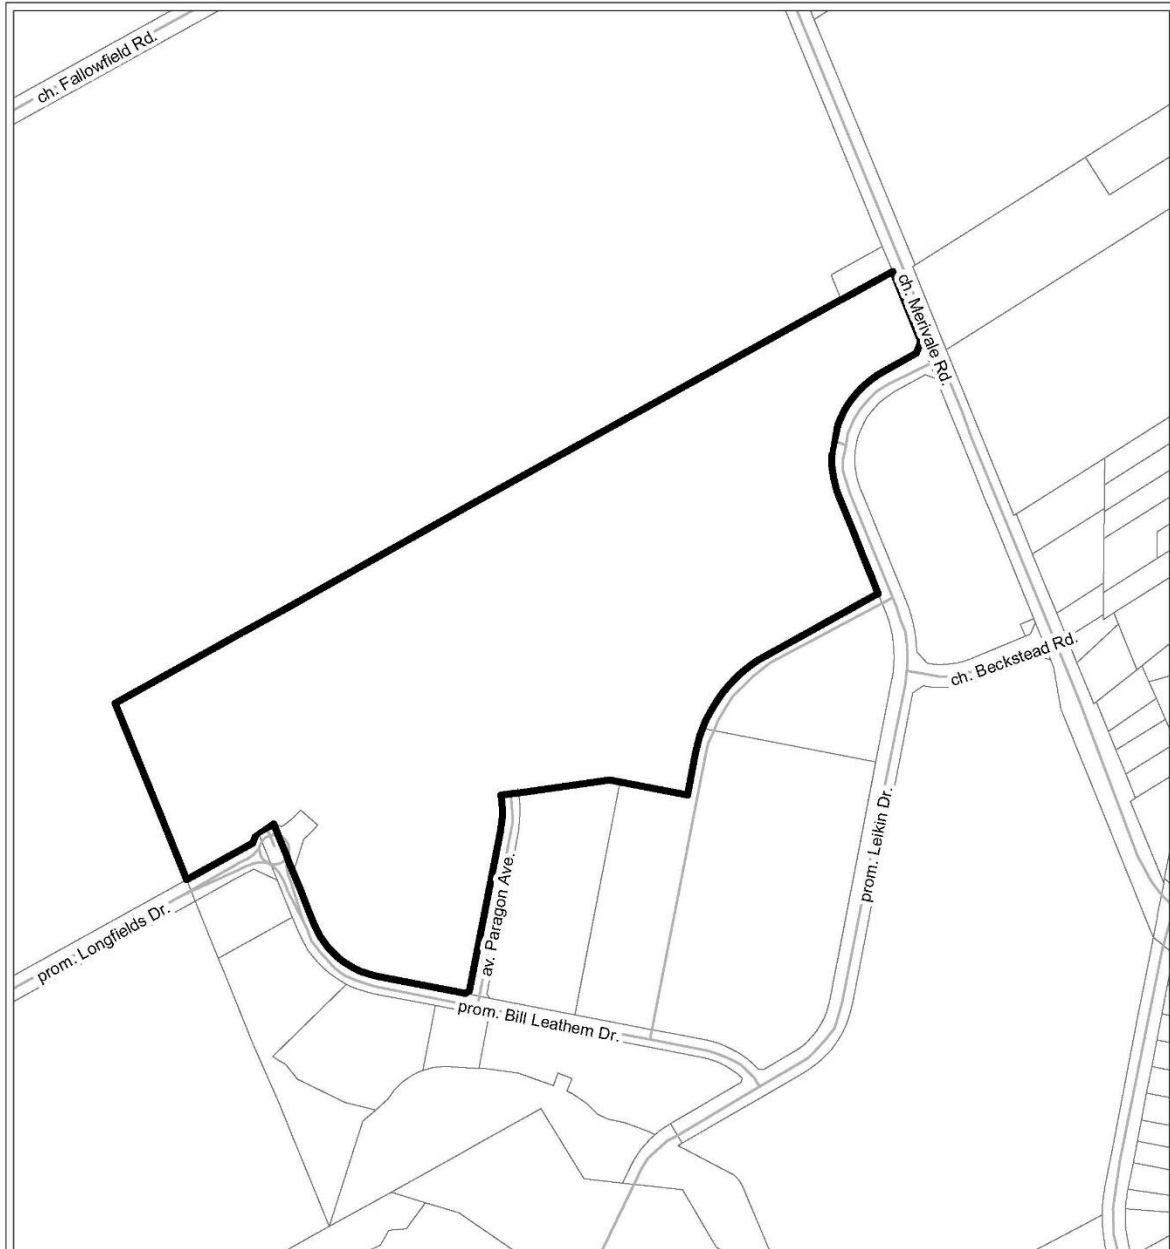 ch. Fallowfield Rd.
ch. Merivale Rd.
ch. Beckstead Rd.
prom. Leikin Dr.
av. Paragon Ave.
prom. Longfields Dr.
prom. Bill Leathem Dr.